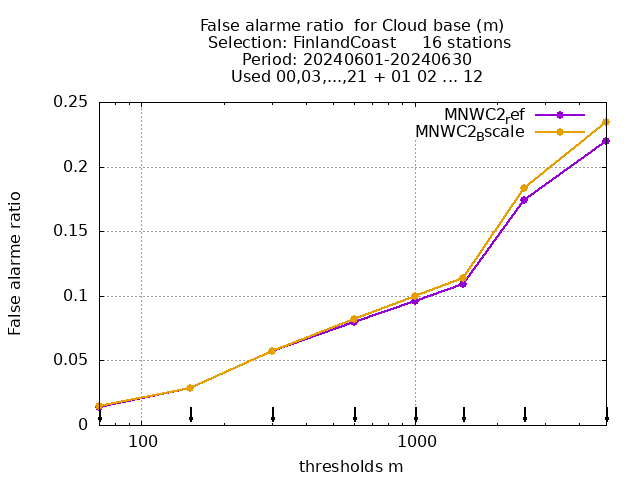 False alarme ratio  for Cloud base (m)
Selection: FinlandCoast     16 stations
Period: 20240601-20240630
Used 00,03,...,21 + 01 02 ... 12
MNWC2ref
MNWC2Bscale
0.25
0.2
0.15
0.1
0.05
0
False alarme ratio
100
1000
thresholds m